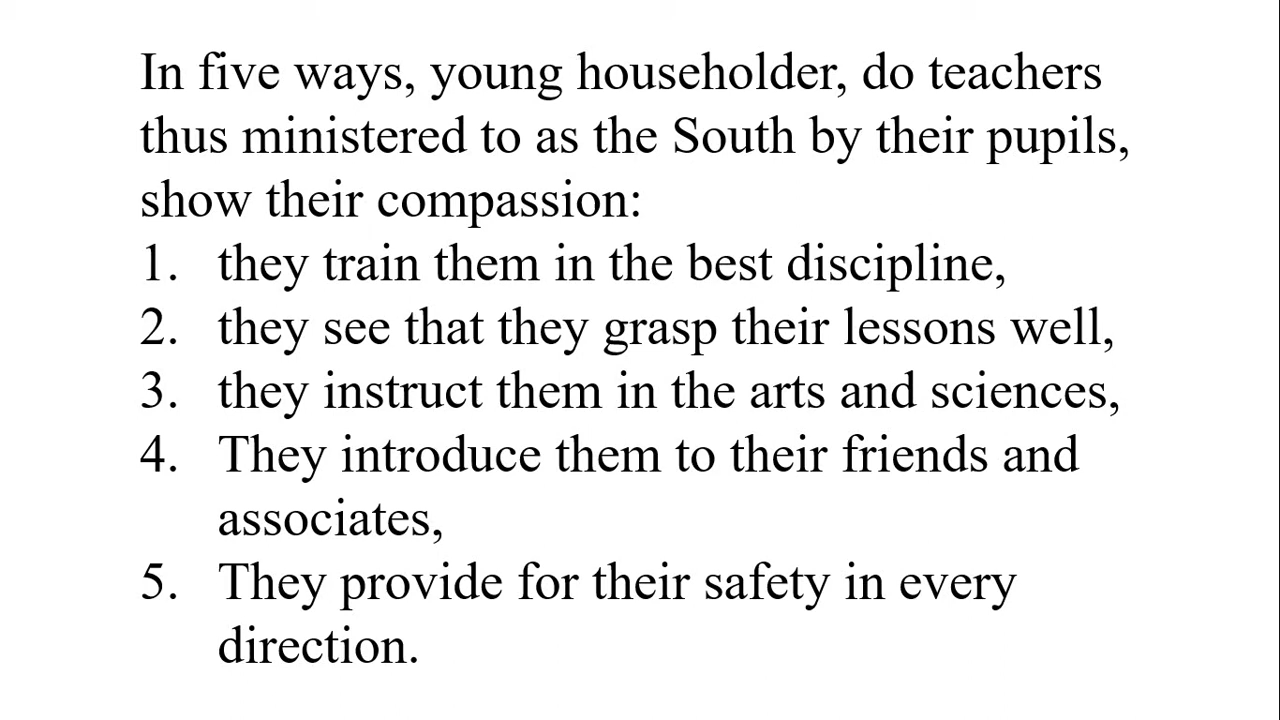 In five ways, young householder, do teachers
thus ministered to as the South by their pupils,
show their compassion:
1. they train them in the best discipline,
2. they see that they grasp their lessons well,
3. they instruct them in the arts and sciences,
4. They introduce them to their friends and
associates,
5. They provide for their safety in every
direction.